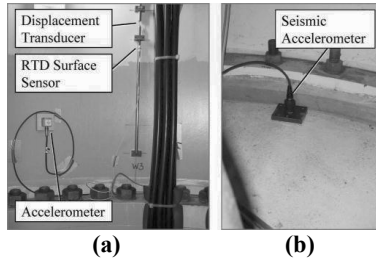 Displacement
Transducer
RTD Surface
Sensor
W3
Accelerometer
(a)
Seismic
Accelerometer
(b)